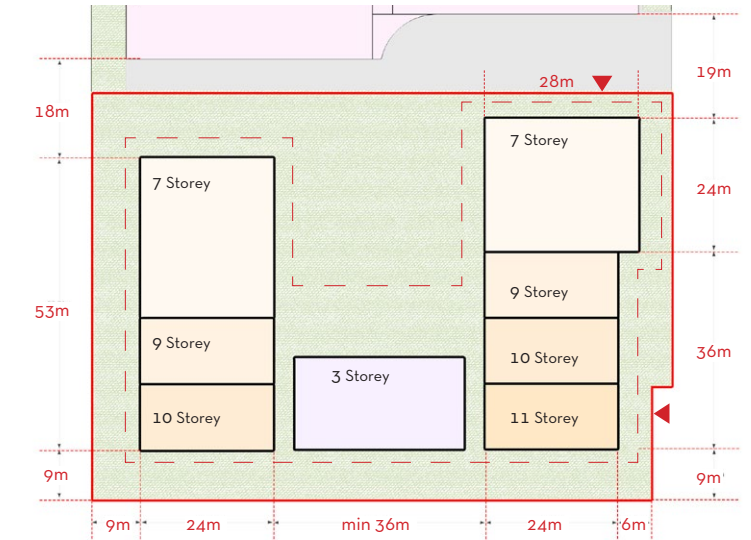 28m
19m
18m
7 Storey
7 Storey
24m
9 Storey
53m
9 Storey
36m
10 Storey
3 Storey
10 Storey
11 Storey
9m
9m'
9m
24m
min 36m
24m
6m